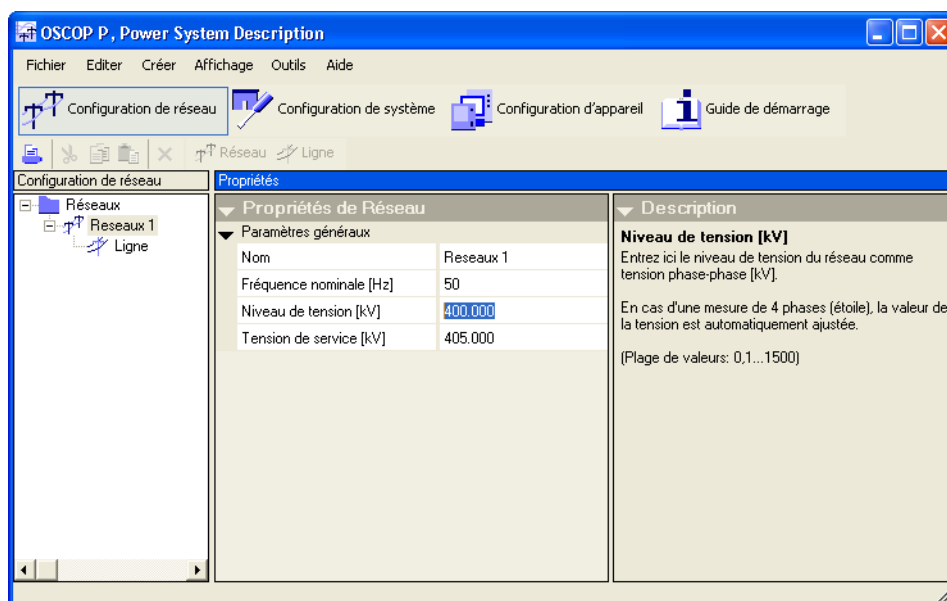 OSCOP P, Power System Description
Fichier Editer Créer Affichage Outils Aide
Configuration de réseau Configuration de système Configuration d'appareil Guide de démarrage
Réseau Ligne
Configuration de réseau
Réseaux
Reseaux 1
Ligne
Propriétés
Propriétés de Réseau
Paramètres généraux
Nom Reseaux 1
Fréquence nominale [Hz] 50
Niveau de tension [kV] 400.000
Tension de service [kV] 405.000
Description
Niveau de tension [kV]
Entrez ici le niveau de tension du réseau comme
tension phase-phase [kV].
En cas d'une mesure de 4 phases (étoile), la valeur de
la tension est automatiquement ajustée.
(Plage de valeurs: 0,1...1500)